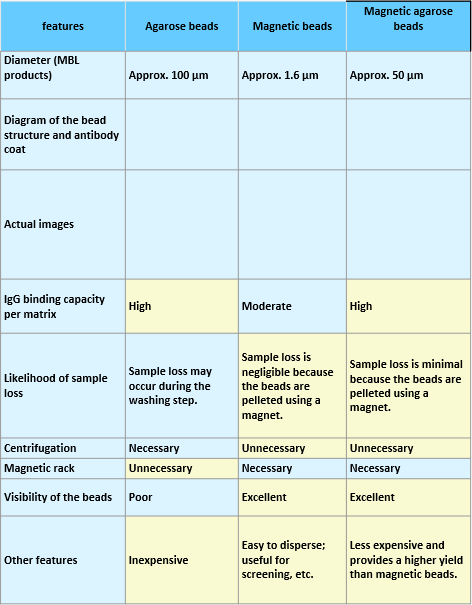 features
Agarose beads
Magnetic beads
Magnetic agarose
beads
Diameter (MBL
products)
Approx. 100 μm
Approx. 1.6 μm
Approx. 50 μm
Diagram of the bead
structure and antibody
coat
Actual images
IgG binding capacity
per matrix
High
Moderate
High
Likelihood of sample
loss
Sample loss may
occur during the
washing step.
Sample loss is
negligible because
the beads are
pelleted using a
magnet.
Sample loss is minimal
because the beads are
pelleted using a
magnet.
Centrifugation
Necessary
Unnecessary
Unnecessary
Magnetic rack
Unnecessary
Necessary
Necessary
Visibility of the beads
Poor
Excellent
Excellent
Other features
Inexpensive
Easy to disperse;
useful for
screening, etc.
Less expensive and
provides a higher yield
than magnetic beads.